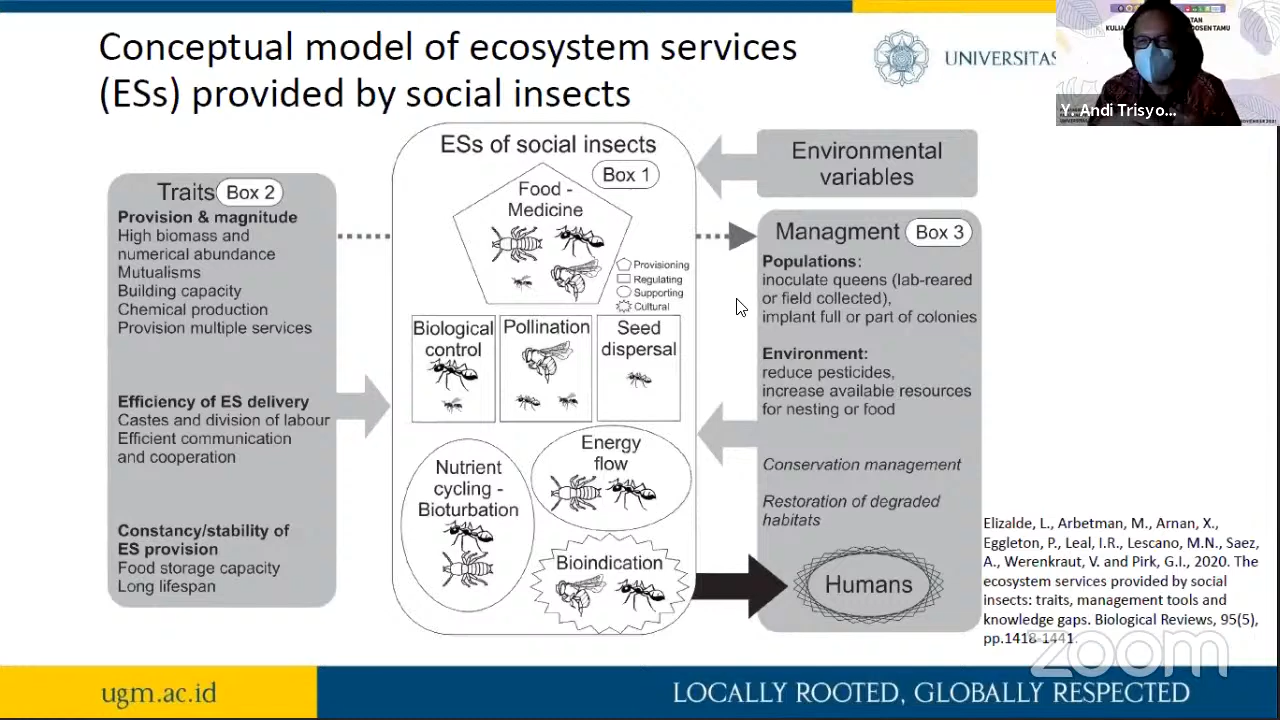 Conceptual model of ecosystem services
(ESs) provided by social insects
UNIVERSITAS
Y. Andi Trisyo...
Traits Box 2
Provision & magnitude
High biomass and
numerical abundance
Mutualisms
Building capacity
Chemical production
Provision multiple services
Efficiency of ES delivery
Castes and division of labour
Efficient communication
and cooperation
Constancy/stability of
ES provision
Food storage capacity
Long lifespan
ESs of social insects
Box 1
Food -
Medicine
Provisioning
Regulating
Supporting
Cultural
Biological
control
Pollination
Seed
dispersal
Nutrient
cycling -
Bioturbation
Energy
flow
Bioindication
Environmental
variables
Managment Box 3
Populations:
inoculate queens (lab-reared
or field collected),
implant full or part of colonies
Environment:
reduce pesticides,
increase available resources
for nesting or food
Conservation management
Restoration of degraded
habitats
Humans
Elizalde, L., Arbetman, M., Arnan, X.,
Eggleton, P., Leal, I.R., Lescano, M.N., Saez,
A., Werenkraut, V. and Pirk, G.I., 2020. The
ecosystem services provided by social
insects: traits, management tools and
knowledge gaps. Biological Reviews, 95(5),
pp.1418-1441.
zoom
ugm.ac.id
LOCALLY ROOTED, GLOBALLY RESPECTED